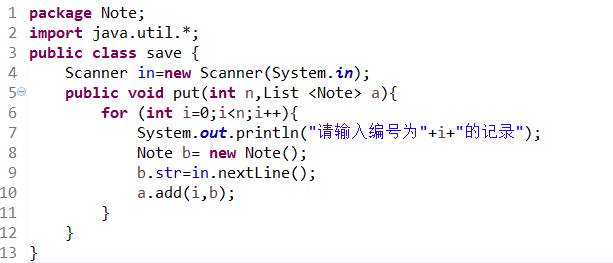 1 package Note;
2 import java.util.*;
3 public class save {
4     Scanner in=new Scanner(System.in);
5     public void put(int n,List <Note> a){
6         for (int i=0;i<n;i++){
7             System.out.println("请输入编号为"+i+"的记录");
8             Note b= new Note();
9             b.str=in.nextLine();
10             a.add(i,b);
11         }
12     }
13 }